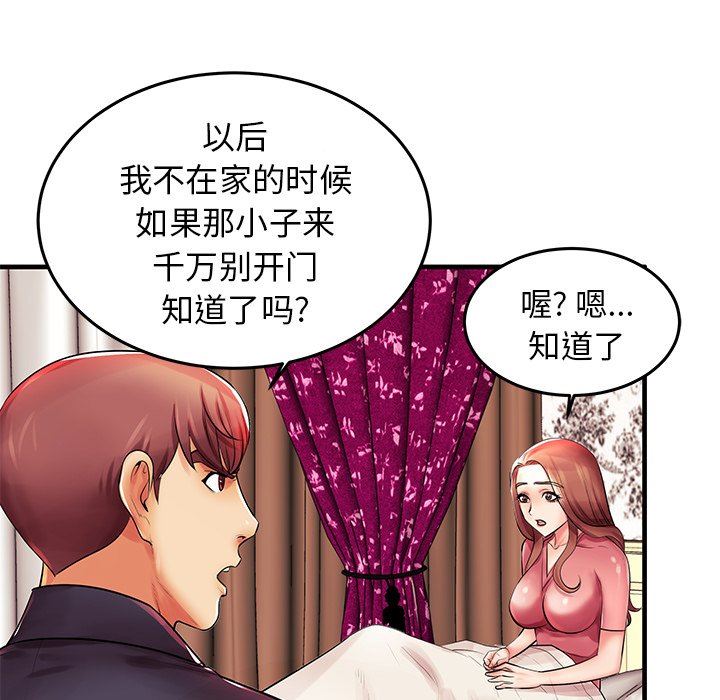 以后
我不在家的时候
如果那小子来
千万别开门
知道了吗?
喔? 嗯...
知道了